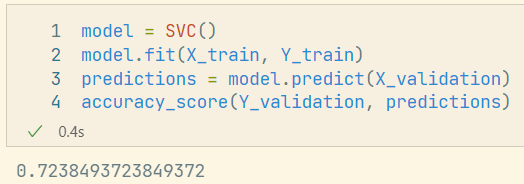 1 model = SVC()
2 model.fit(X_train, Y_train)
3 predictions = model.predict(X_validation)
4 accuracy_score(Y_validation, predictions)
✓ 0.4s
0.7238493723849372